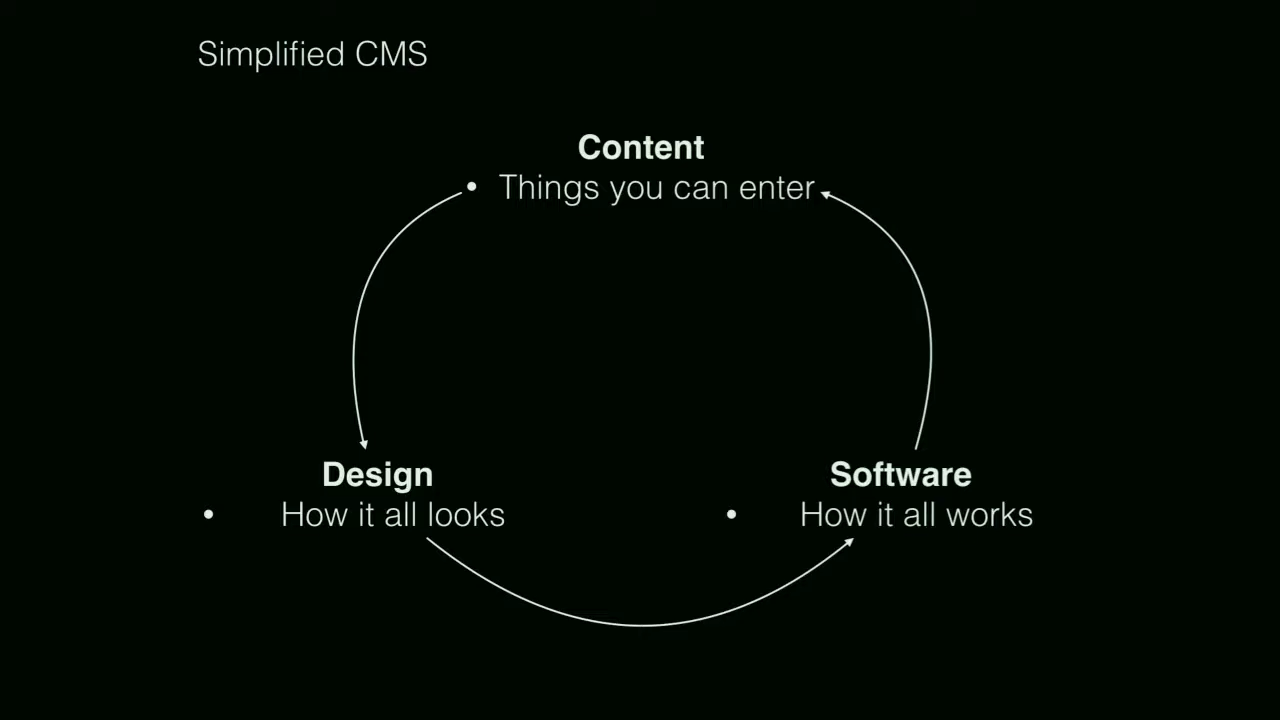 Simplified CMS
Content
• Things you can enter
Design
• How it all looks
Software
• How it all works